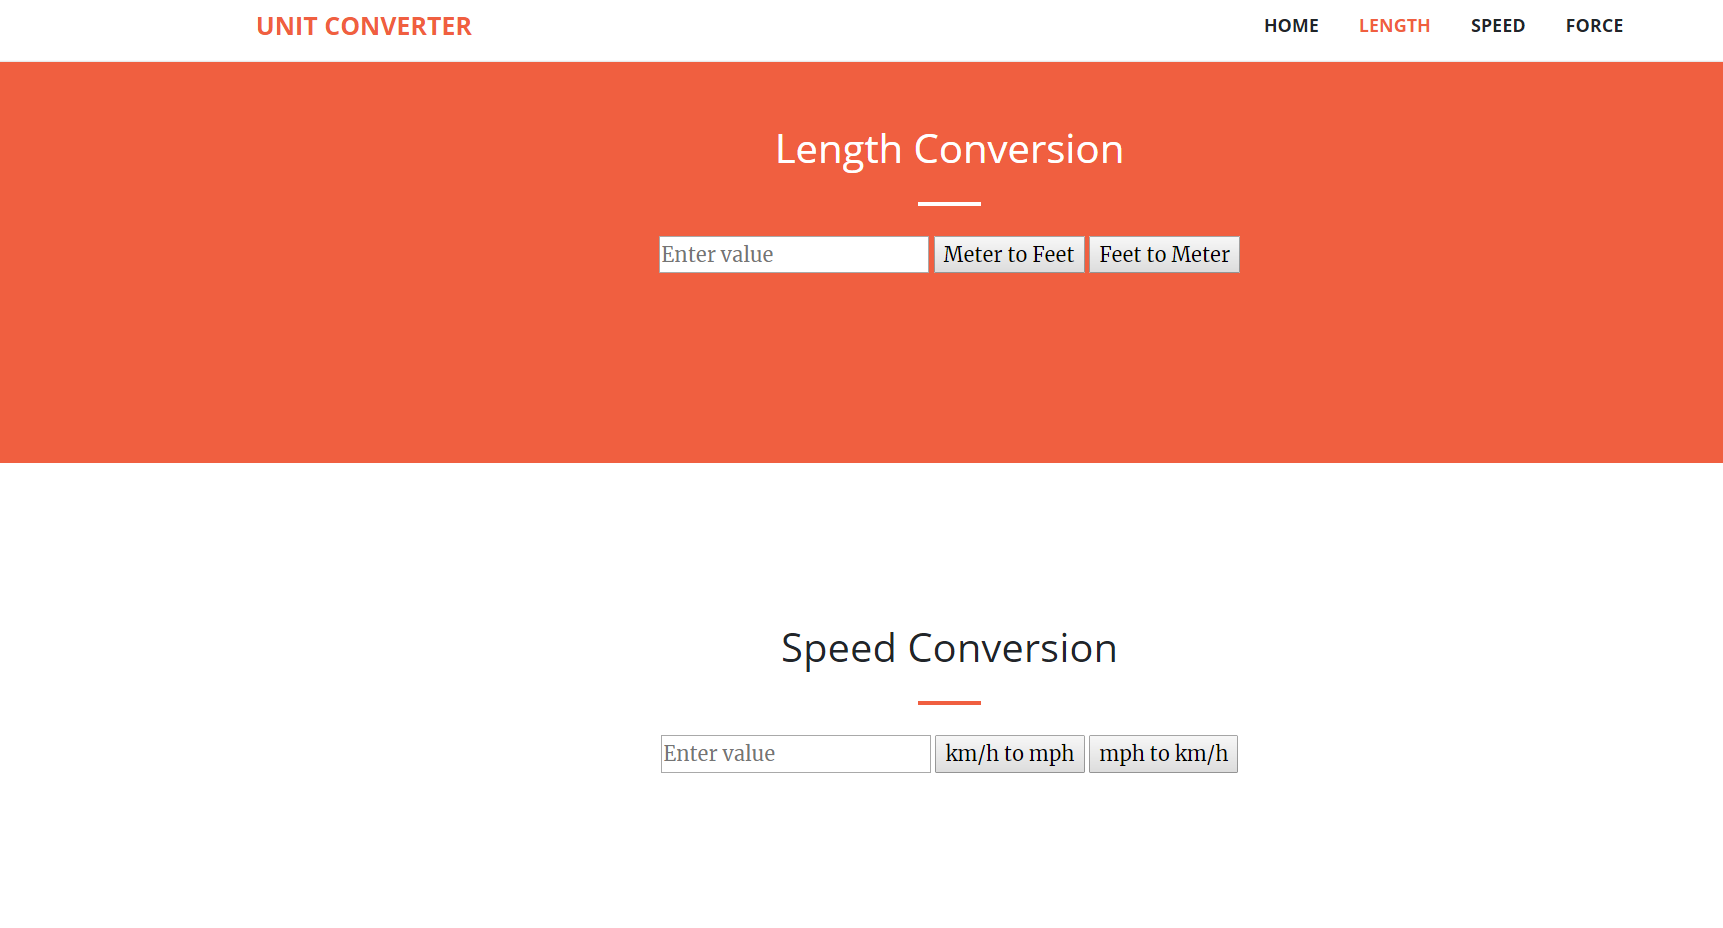 UNIT CONVERTER HOME LENGTH SPEED FORCE
Length Conversion
Enter value Meter to Feet Feet to Meter
Speed Conversion
Enter value km/h to mph mph to km/h